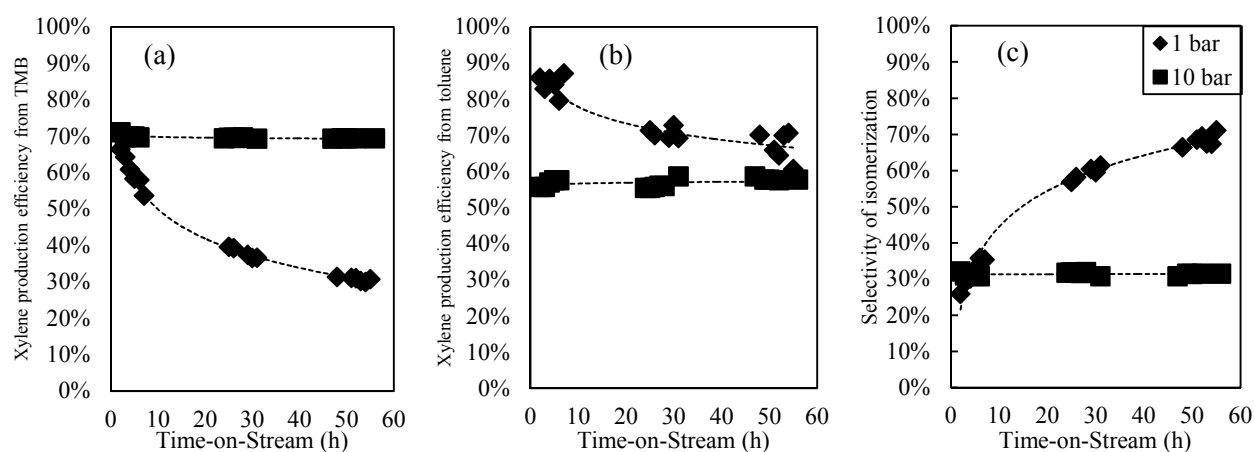 Xylene production efficiency from TMB
100%
90%
80%
70%
60%
50%
40%
30%
20%
10%
0%
(a)
0 10 20 30 40 50 60
Time-on-Stream (h)
Xylene production efficiency from toluene
100%
90%
80%
70%
60%
50%
40%
30%
20%
10%
0%
(b)
0 10 20 30 40 50 60
Time-on-Stream (h)
Selectivity of isomerization
100%
90%
80%
70%
60%
50%
40%
30%
20%
10%
0%
(c)
1 bar
10 bar
0 10 20 30 40 50 60
Time-on-Stream (h)